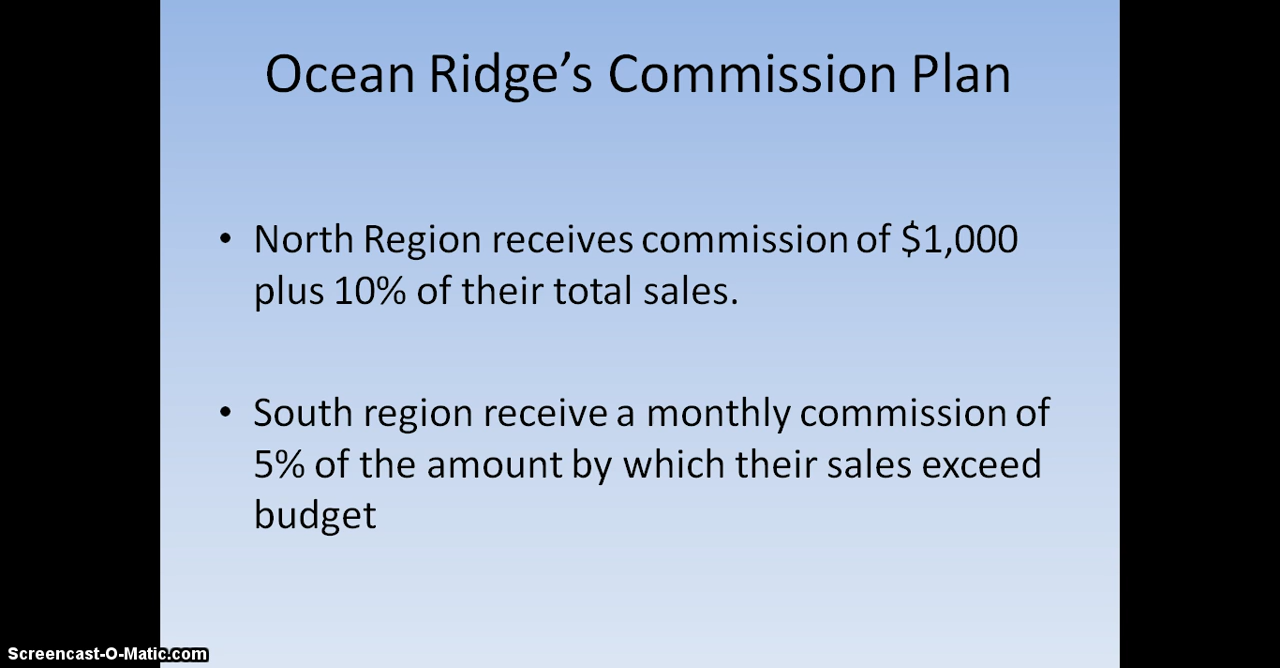 Ocean Ridge’s Commission Plan
• North Region receives commission of $1,000
plus 10% of their total sales.
• South region receive a monthly commission of
5% of the amount by which their sales exceed
budget
Screencast-O-Matic.com